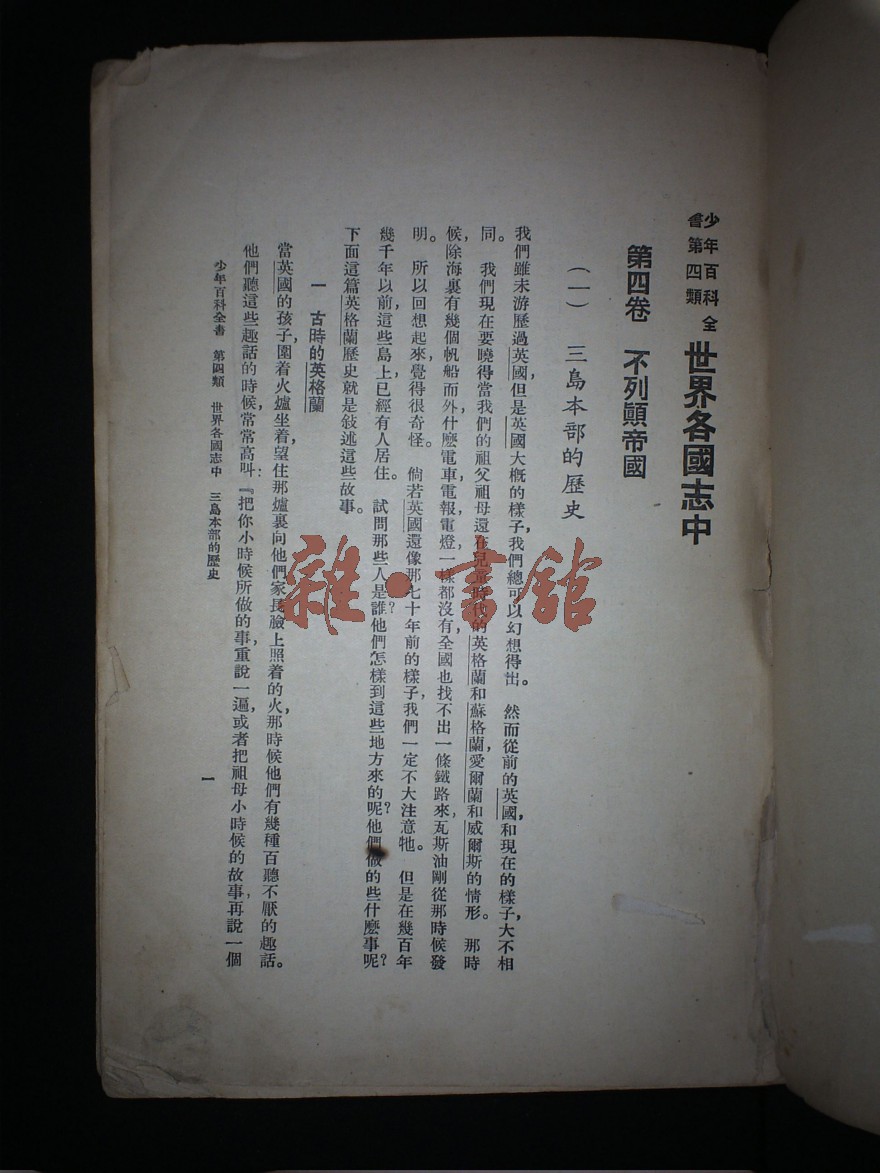 少年百科全書第四類 世界各國志中
第四卷 不列顛帝國
(一) 三島本部的歷史
我們雖未游歷過英國，但是英國大概的樣子，我們總可以幻想得出。然而從前的英國，和現在的樣子，大不相
同。我們現在要曉得當我們的祖父祖母還在兒童時代的英格蘭和蘇格蘭，愛爾蘭和威爾斯的情形。那時
候，除海裏有幾個帆船而外，什麽電車電報電燈一樣都沒有，全國也找不出一條鐵路來，瓦斯油剛從那時候發
明。所以回想起來，覺得很奇怪。倘若英國還像那七十年前的樣子，我們一定不大注意牠。但是在幾百年
幾千年以前，這些島上已經有人居住。試問那些人是誰？他們怎樣到這些地方來的呢？他們做的些什麽事呢？
下面這篇英格蘭歷史就是敍述這些故事。
一 古時的英格蘭
當英國的孩子，圍着火爐坐着，望住那爐裏向他們家長臉上照着的火，那時候他們有幾種百聽不厭的趣話。
他們聽這些趣話的時候，常常高叫：『把你小時候所做的事，重說一遍，或者把祖母小時候的故事，再說一個
少年百科全書 第四類 世界各國志中 三島本部的歷史
一
雜·書館